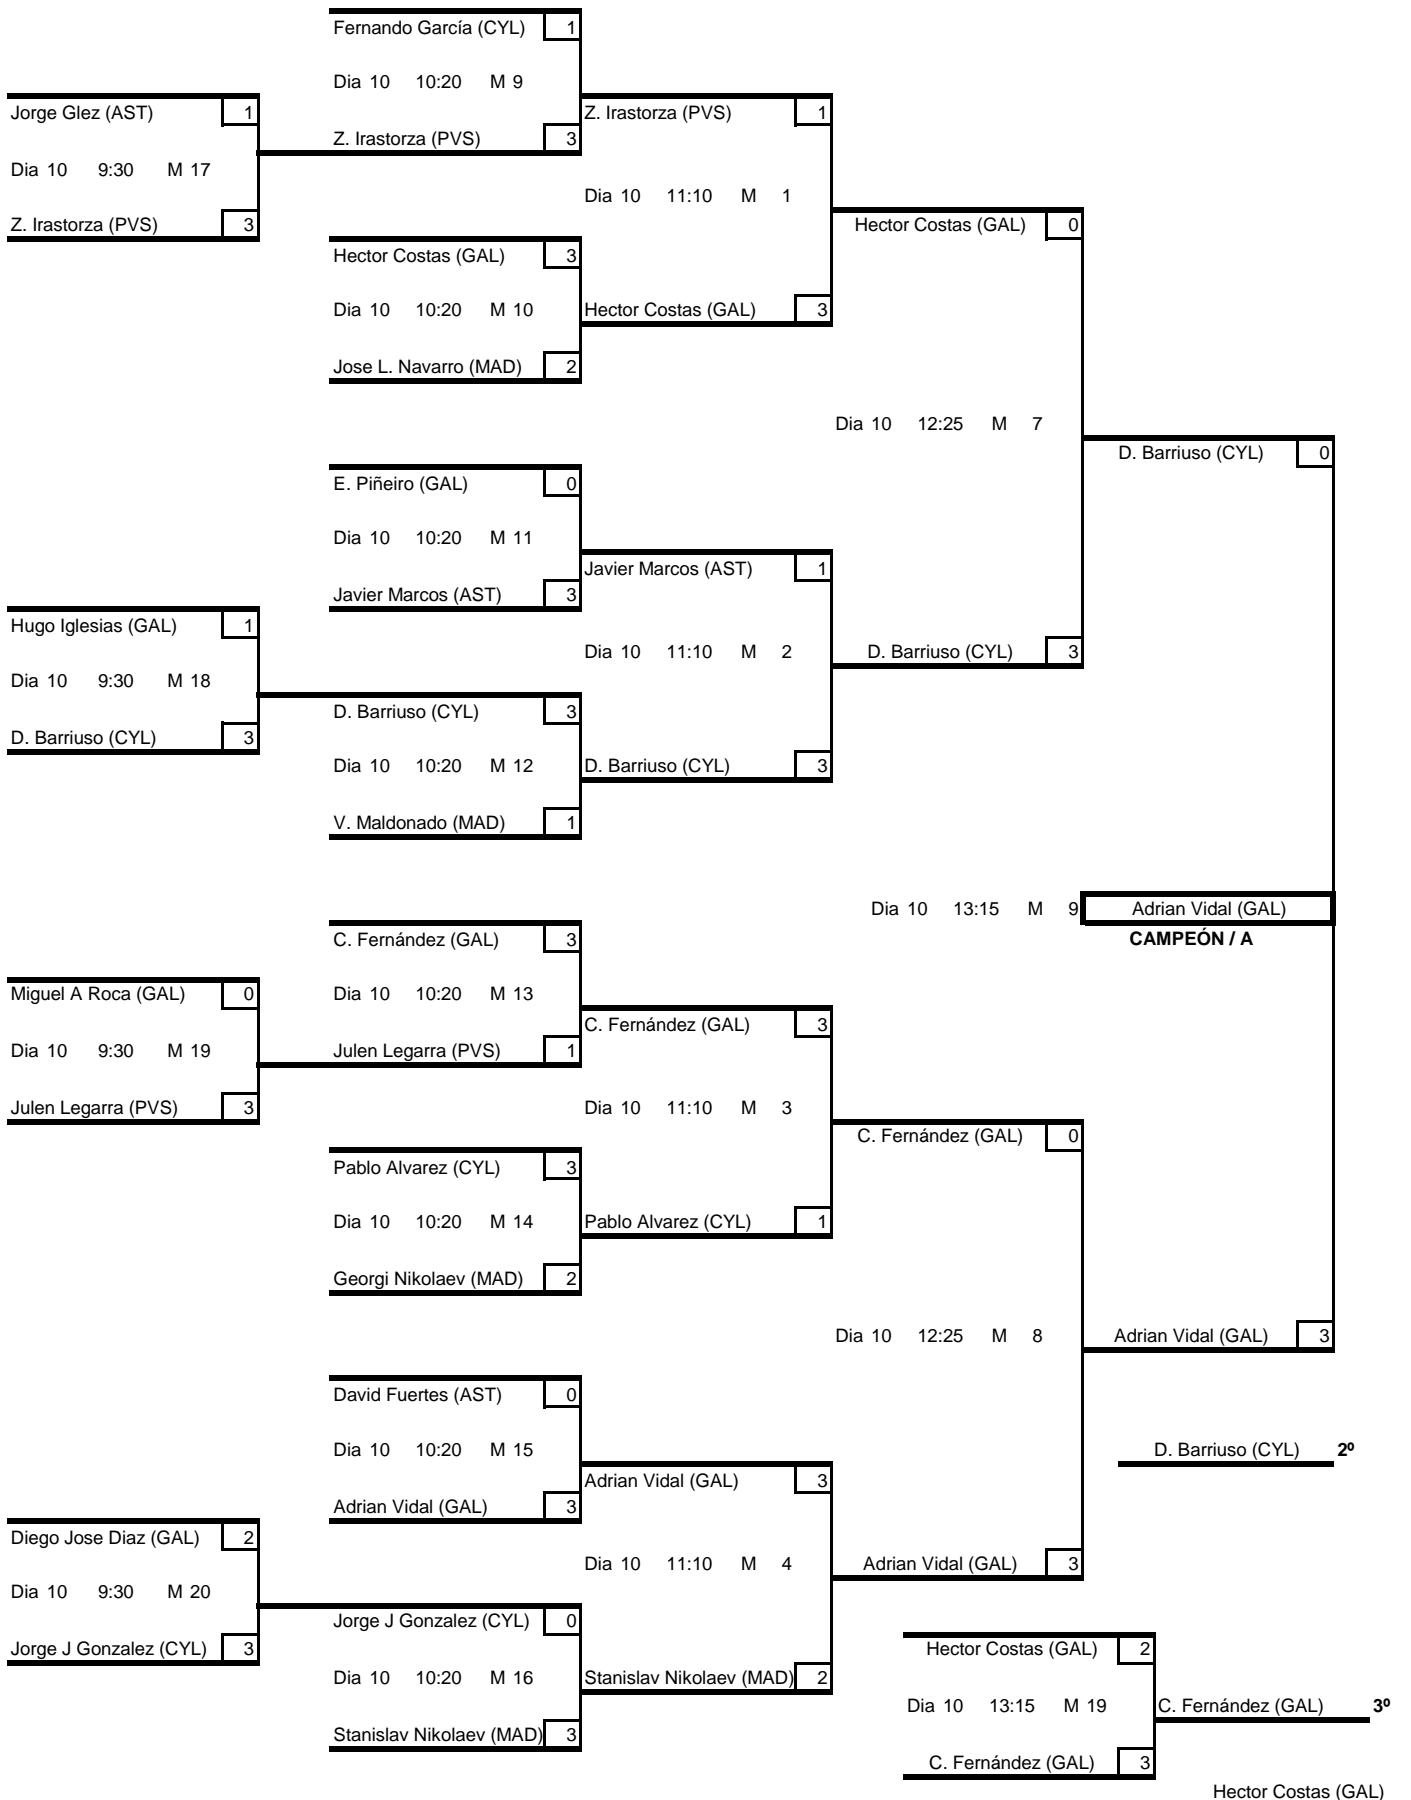 Fernando García (CYL) 1
Dia 10 10:20 M 9
Jorge Glez (AST) 1 Z. Irastorza (PVS) 1
Z. Irastorza (PVS) 3
Dia 10 9:30 M 17
Dia 10 11:10 M 1
Z. Irastorza (PVS) 3 Hector Costas (GAL) 0
Hector Costas (GAL) 3
Dia 10 10:20 M 10 Hector Costas (GAL) 3
Jose L. Navarro (MAD) 2
Dia 10 12:25 M 7
D. Barriuso (CYL) 0
E. Piñeiro (GAL) 0
Dia 10 10:20 M 11
Javier Marcos (AST) 1
Javier Marcos (AST) 3
Hugo Iglesias (GAL) 1
Dia 10 11:10 M 2 D. Barriuso (CYL) 3
Dia 10 9:30 M 18
D. Barriuso (CYL) 3
D. Barriuso (CYL) 3
Dia 10 10:20 M 12 D. Barriuso (CYL) 3
V. Maldonado (MAD) 1
Dia 10 13:15 M 9 Adrian Vidal (GAL)
C. Fernández (GAL) 3 CAMPEÓN / A
Miguel A Roca (GAL) 0 Dia 10 10:20 M 13
C. Fernández (GAL) 3
Dia 10 9:30 M 19 Julen Legarra (PVS) 1
Julen Legarra (PVS) 3 Dia 10 11:10 M 3
C. Fernández (GAL) 0
Pablo Alvarez (CYL) 3
Dia 10 10:20 M 14 Pablo Alvarez (CYL) 1
Georgi Nikolaev (MAD) 2
Dia 10 12:25 M 8 Adrian Vidal (GAL) 3
David Fuertes (AST) 0
Dia 10 10:20 M 15 D. Barriuso (CYL) 2º
Adrian Vidal (GAL) 3
Adrian Vidal (GAL) 3
Diego Jose Diaz (GAL) 2
Dia 10 11:10 M 4 Adrian Vidal (GAL) 3
Dia 10 9:30 M 20
Jorge J Gonzalez (CYL) 0
Jorge J Gonzalez (CYL) 3 Hector Costas (GAL) 2
Dia 10 10:20 M 16 Stanislav Nikolaev (MAD) 2
Dia 10 13:15 M 19 C. Fernández (GAL) 3º
Stanislav Nikolaev (MAD) 3
C. Fernández (GAL) 3
Hector Costas (GAL)